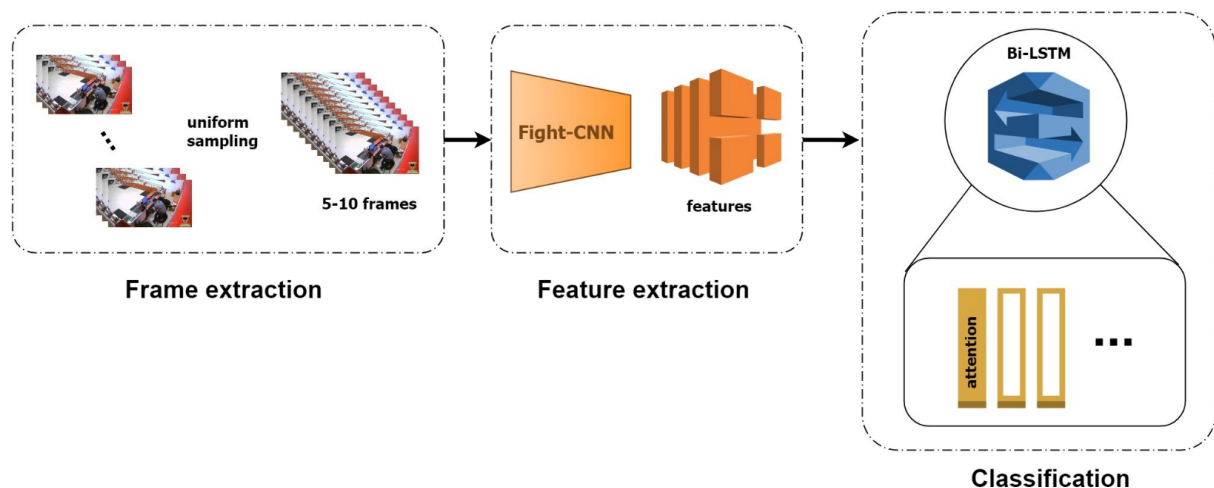 uniform
sampling
5-10 frames
Frame extraction
Fight-CNN
features
Feature extraction
Bi-LSTM
attention
...
Classification